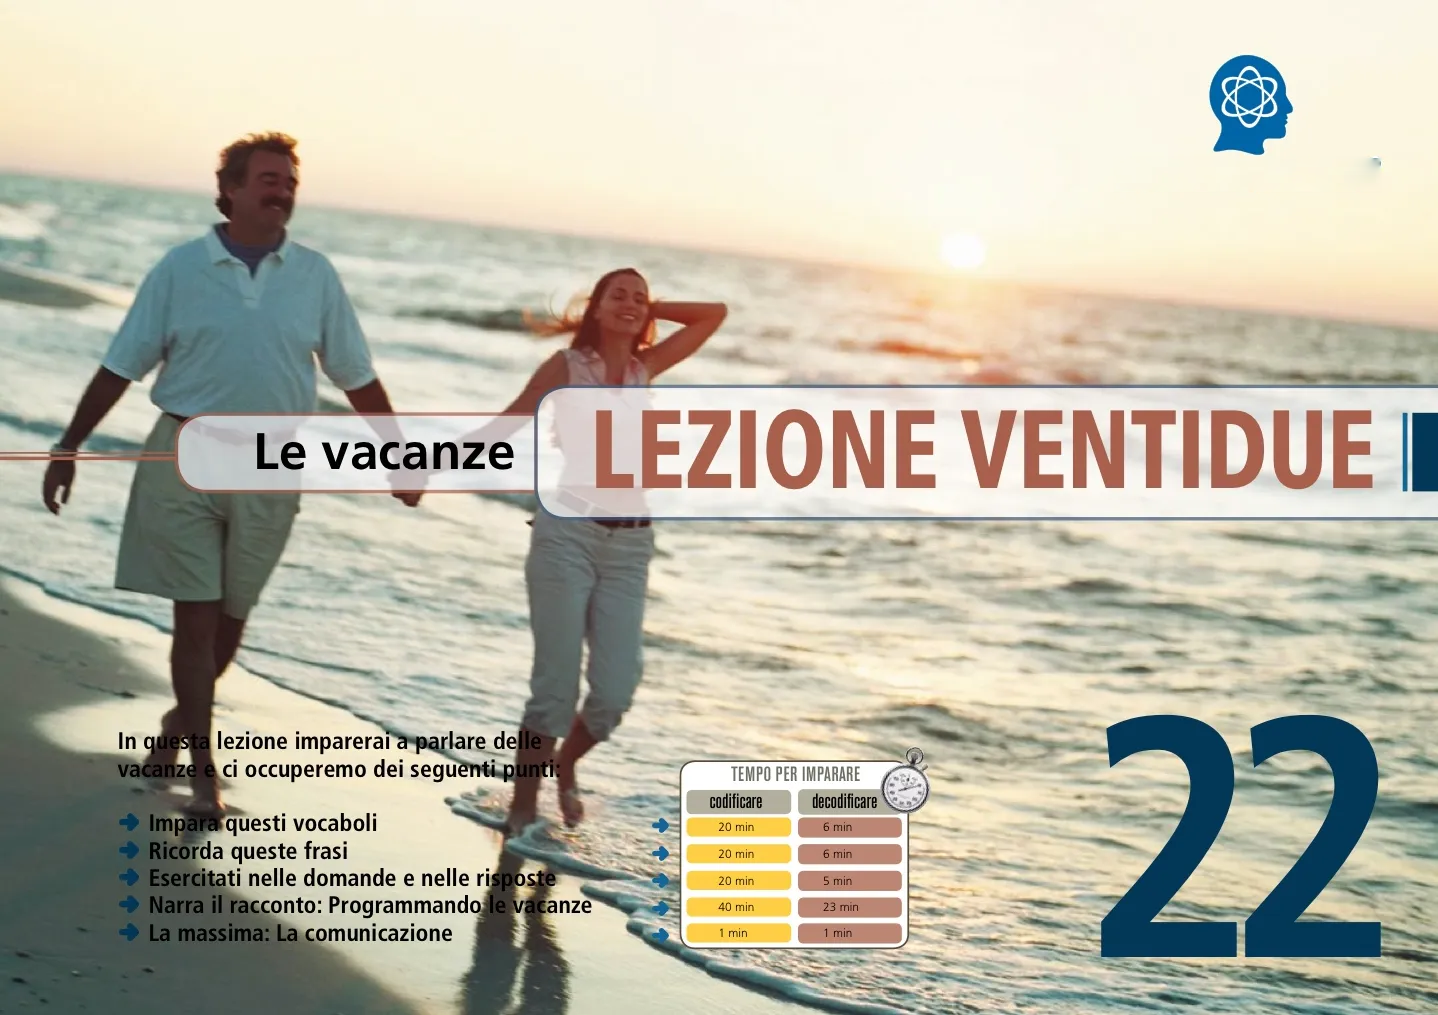 Le vacanze
LEZIONE VENTIDUE
In questa lezione imparerai a parlare delle
vacanze e ci occuperemo dei seguenti punti:
Impara questi vocaboli
Ricorda queste frasi
Esercitati nelle domande e nelle risposte
Narra il racconto: Programmando le vacanze
La massima: La comunicazione
TEMPO PER IMPARARE
codificare decodificare
20 min 6 min
20 min 6 min
20 min 5 min
40 min 23 min
1 min 1 min
22